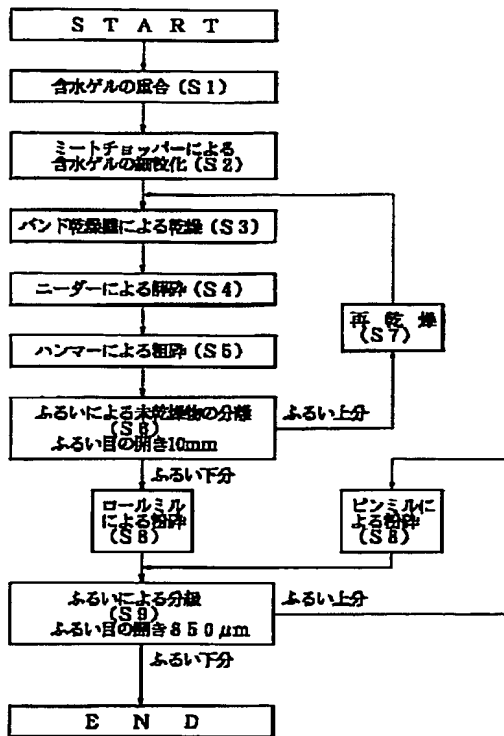 START
含水ゲルの重合(S1)
ミートチョッパーによる
含水ゲルの細粒化(S2)
バンド乾燥器による乾燥(S3)
ニーダーによる解砕(S4)
再乾燥
(S7)
ハンマーによる粗砕(S5)
ふるいによる未乾燥物の分離
(S6)
ふるい目の開き10mm
ふるい上分
ふるい下分
ロールミル
による粉砕
(S8)
ピンミルに
よる粉砕
(S8)
ふるいによる分級
(S9)
ふるい目の開き850μm
ふるい上分
ふるい下分
END